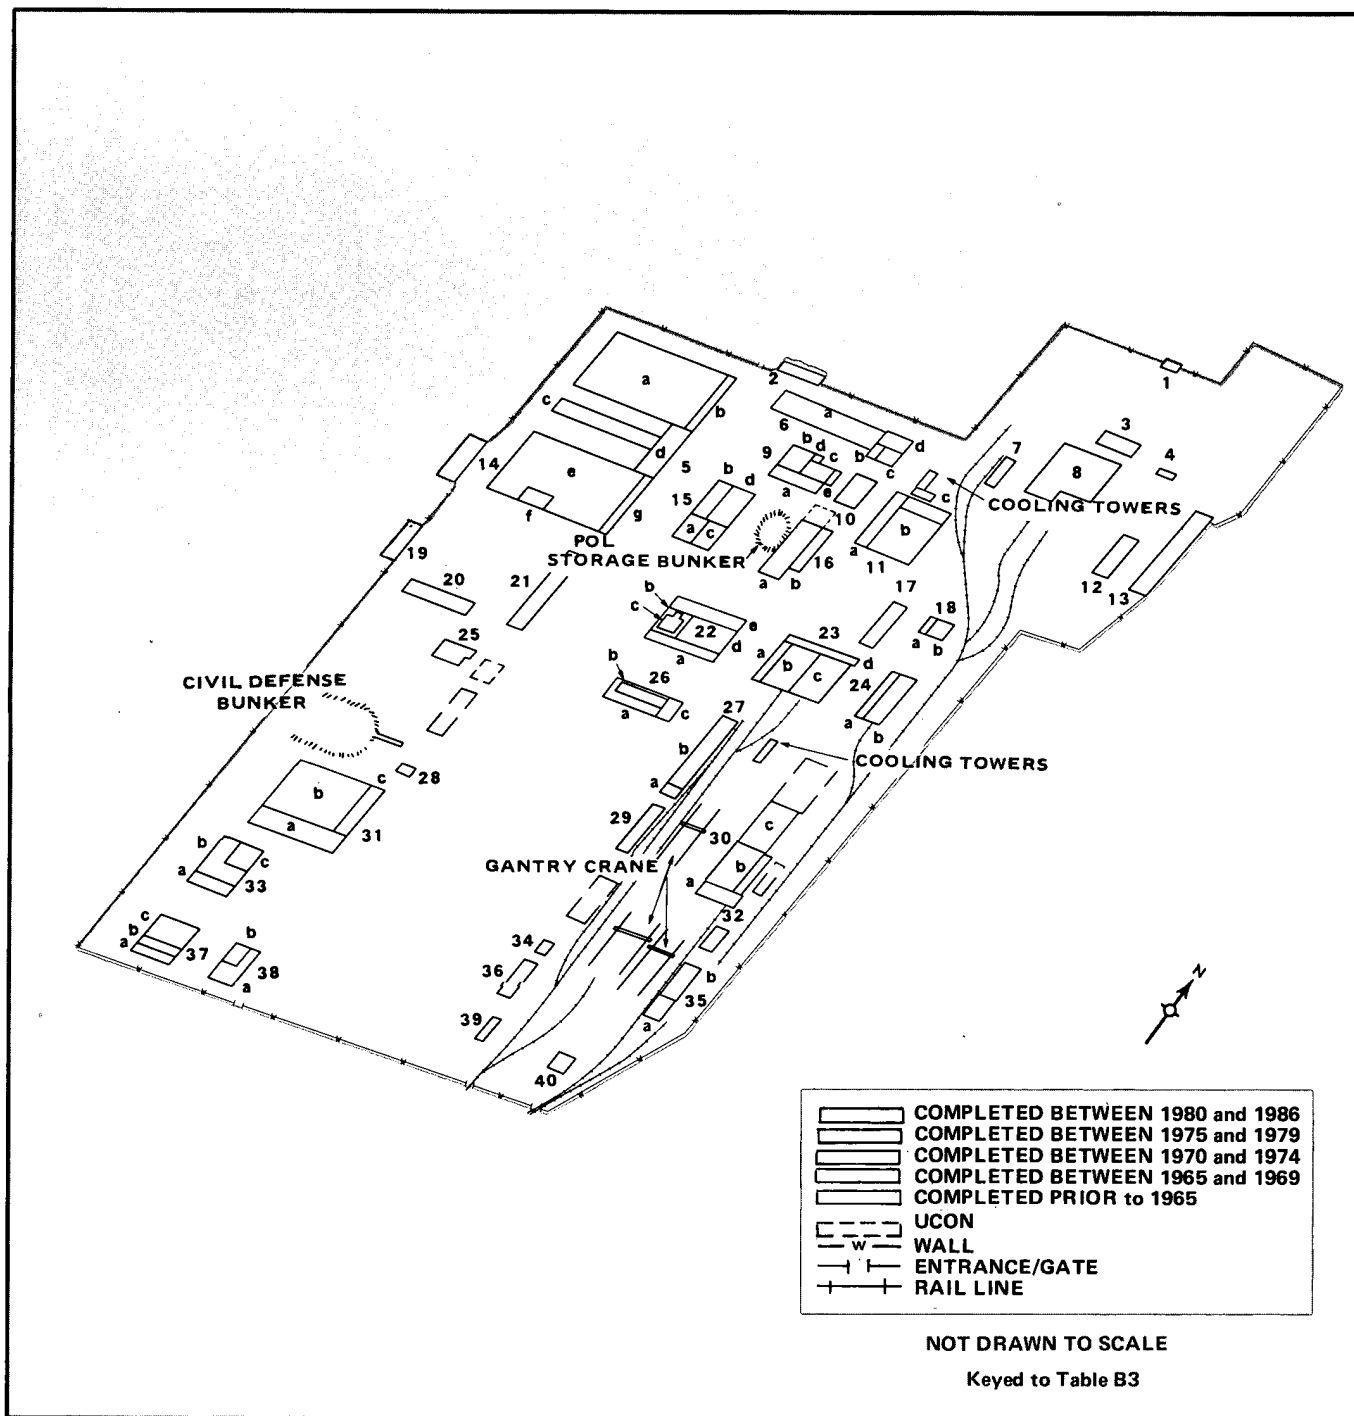 1
2
a
b
c
a
6
d
b
c
3
4
7
8
9
b
d
c
a
e
10
c
d
5
b
d
14
e
f
g
15
a
c
COOLING TOWERS
c
b
a
11
POL
STORAGE BUNKER
16
a
b
12
13
19
20
21
17
18
a
b
b
c
22
e
d
a
23
a
b
c
d
24
a
b
25
b
26
a
c
27
b
a
CIVIL DEFENSE
BUNKER
COOLING TOWERS
28
b
c
a
31
29
30
c
b
a
32
GANTRY CRANE
b
c
a
33
c
b
a
37
b
38
a
34
36
39
b
35
a
40
N
COMPLETED BETWEEN 1980 and 1986
COMPLETED BETWEEN 1975 and 1979
COMPLETED BETWEEN 1970 and 1974
COMPLETED BETWEEN 1965 and 1969
COMPLETED PRIOR to 1965
UCON
W WALL
ENTRANCE/GATE
RAIL LINE
NOT DRAWN TO SCALE
Keyed to Table B3